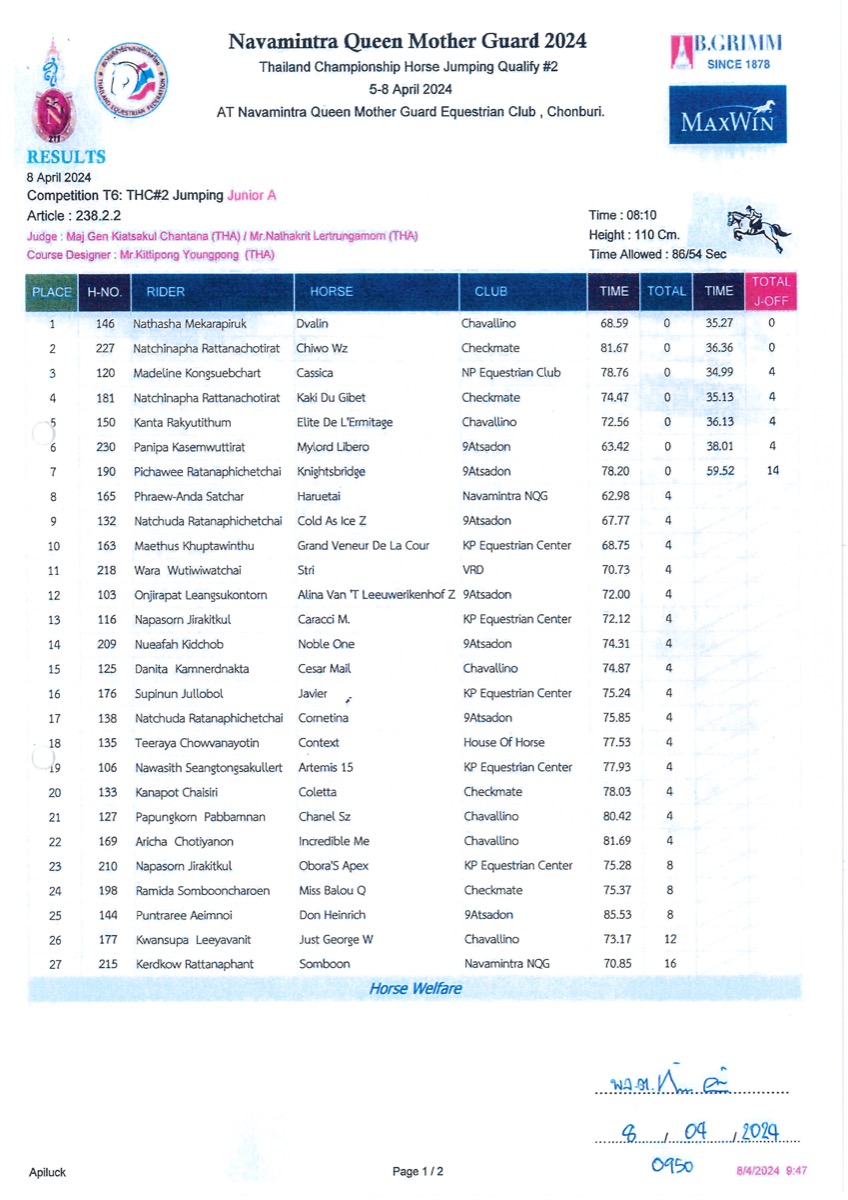 Navamintra Queen Mother Guard 2024
Thailand Championship Horse Jumping Qualify #2
5-8 April 2024
AT Navamintra Queen Mother Guard Equestrian Club , Chonburi.
B.GRIMM
SINCE 1878
MAXWIN
THAILAND EQUESTRIAN FEDERATION
RESULTS
8 April 2024
Competition T6: THC#2 Jumping Junior A
Article : 238.2.2
Judge : Maj Gen Kiatsakul Chantana (THA) / Mr.Nathakrit Lertrungamorn (THA)
Course Designer : Mr.Kittipong Youngpong (THA)
Time : 08:10
Height : 110 Cm.
Time Allowed : 86/54 Sec
PLACE H-NO. RIDER HORSE CLUB TIME TOTAL TIME TOTAL J-OFF
1 146 Nathasha Mekarapiruk Dvalin Chavallino 68.59 0 35.27 0
2 227 Natchinapha Rattanachotirat Chiwo Wz Checkmate 81.67 0 36.36 0
3 120 Madeline Kongsuebchart Cassica NP Equestrian Club 78.76 0 34.99 4
4 181 Natchinapha Rattanachotirat Kaki Du Gibet Checkmate 74.47 0 35.13 4
5 150 Kanta Rakyutithum Elite De L'Ermitage Chavallino 72.56 0 36.13 4
6 230 Panipa Kasemwuttirat Mylord Libero 9Atsadon 63.42 0 38.01 4
7 190 Pichawee Ratanaphichetchai Knightsbridge 9Atsadon 78.20 0 59.52 14
8 165 Phraew-Anda Satchar Haruetai Navamintra NQG 62.98 4
9 132 Natchuda Ratanaphichetchai Cold As Ice Z 9Atsadon 67.77 4
10 163 Maethus Khuptawinthu Grand Veneur De La Cour KP Equestrian Center 68.75 4
11 218 Wara Wutiwiwatchai Stri VRD 70.73 4
12 103 Onjirapat Leangsukontorn Alina Van 'T Leeuwerikenhof Z 9Atsadon 72.00 4
13 116 Napasorn Jirakitkul Caracci M. KP Equestrian Center 72.12 4
14 209 Nueafah Kidchob Noble One 9Atsadon 74.31 4
15 125 Danita Kamnerdnakta Cesar Mail Chavallino 74.87 4
16 176 Supinun Jullobol Javier KP Equestrian Center 75.24 4
17 138 Natchuda Ratanaphichetchai Cornetina 9Atsadon 75.85 4
18 135 Teeraya Chowvanayotin Context House Of Horse 77.53 4
19 106 Nawasith Seangtongsakullert Artemis 15 KP Equestrian Center 77.93 4
20 133 Kanapot Chaisiri Coletta Checkmate 78.03 4
21 127 Papungkorn Pabbamnan Chanel Sz Chavallino 80.42 4
22 169 Aricha Chotiyanon Incredible Me Chavallino 81.69 4
23 210 Napasorn Jirakitkul Obora'S Apex KP Equestrian Center 75.28 8
24 198 Ramida Sombooncharoen Miss Balou Q Checkmate 75.37 8
25 144 Puntraree Aeimnoi Don Heinrich 9Atsadon 85.53 8
26 177 Kwansupa Leeyavanit Just George W Chavallino 73.17 12
27 215 Kerdkow Rattanaphant Somboon Navamintra NQG 70.85 16
Horse Welfare
พล.ต.
8 / 04 / 2024
0950
Apiluck
Page 1 / 2
8/4/2024 9:47